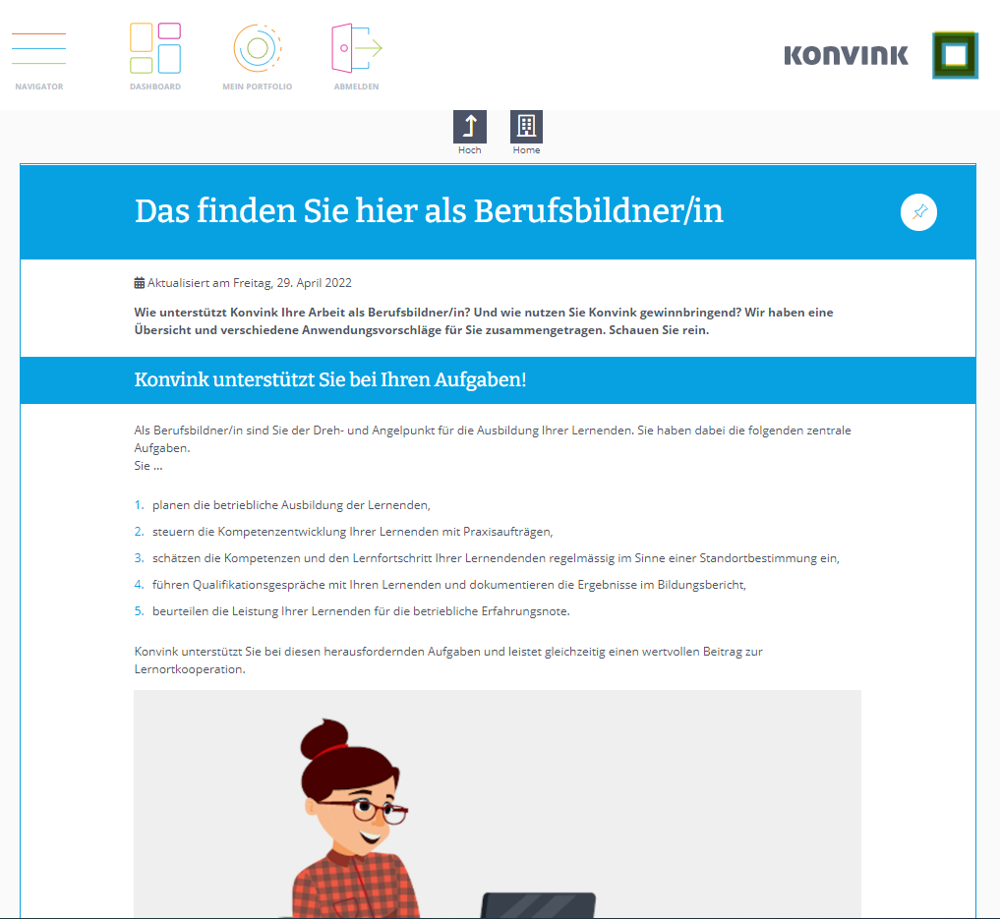 NAVIGATOR
DASHBOARD
MEIN PORTFOLIO
ABMELDEN
KONVINK
Hoch
Home
Das finden Sie hier als Berufsbildner/in
Aktualisiert am Freitag, 29. April 2022
Wie unterstützt Konvink Ihre Arbeit als Berufsbildner/in? Und wie nutzen Sie Konvink gewinnbringend? Wir haben eine
Übersicht und verschiedene Anwendungsvorschläge für Sie zusammengetragen. Schauen Sie rein.
Konvink unterstützt Sie bei Ihren Aufgaben!
Als Berufsbildner/in sind Sie der Dreh- und Angelpunkt für die Ausbildung Ihrer Lernenden. Sie haben dabei die folgenden zentrale
Aufgaben.
Sie ...
1. planen die betriebliche Ausbildung der Lernenden,
2. steuern die Kompetenzentwicklung Ihrer Lernenden mit Praxisaufträgen,
3. schätzen die Kompetenzen und den Lernfortschritt Ihrer Lernendenden regelmässig im Sinne einer Standortbestimmung ein,
4. führen Qualifikationsgespräche mit Ihren Lernenden und dokumentieren die Ergebnisse im Bildungsbericht,
5. beurteilen die Leistung Ihrer Lernenden für die betriebliche Erfahrungsnote.
Konvink unterstützt Sie bei diesen herausfordernden Aufgaben und leistet gleichzeitig einen wertvollen Beitrag zur
Lernortkooperation.